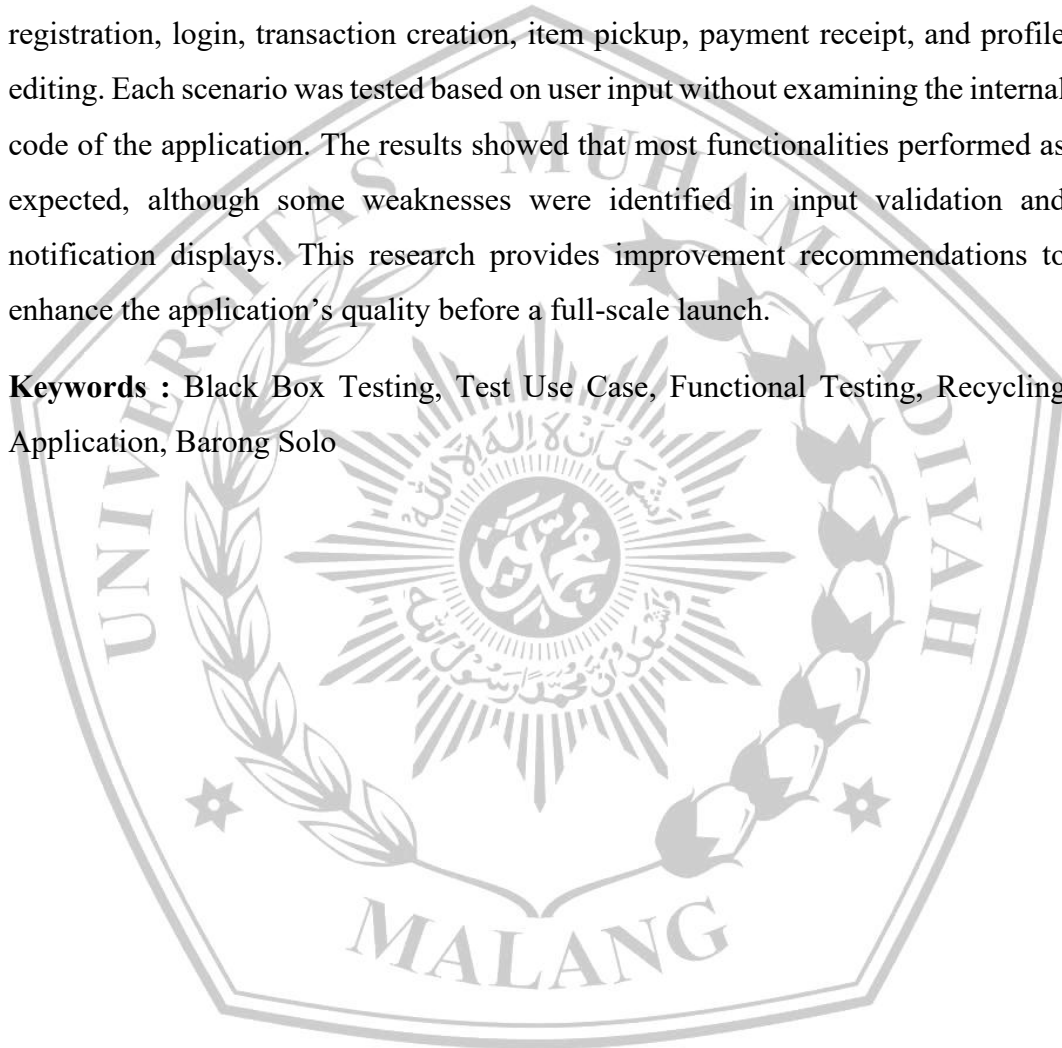 registration, login, transaction creation, item pickup, payment receipt, and profile
editing. Each scenario was tested based on user input without examining the internal
code of the application. The results showed that most functionalities performed as
expected, although some weaknesses were identified in input validation and
notification displays. This research provides improvement recommendations to
enhance the application’s quality before a full-scale launch.
Keywords : Black Box Testing, Test Use Case, Functional Testing, Recycling
Application, Barong Solo
UNIVERSITAS MUHAMMADIYAH
MALANG